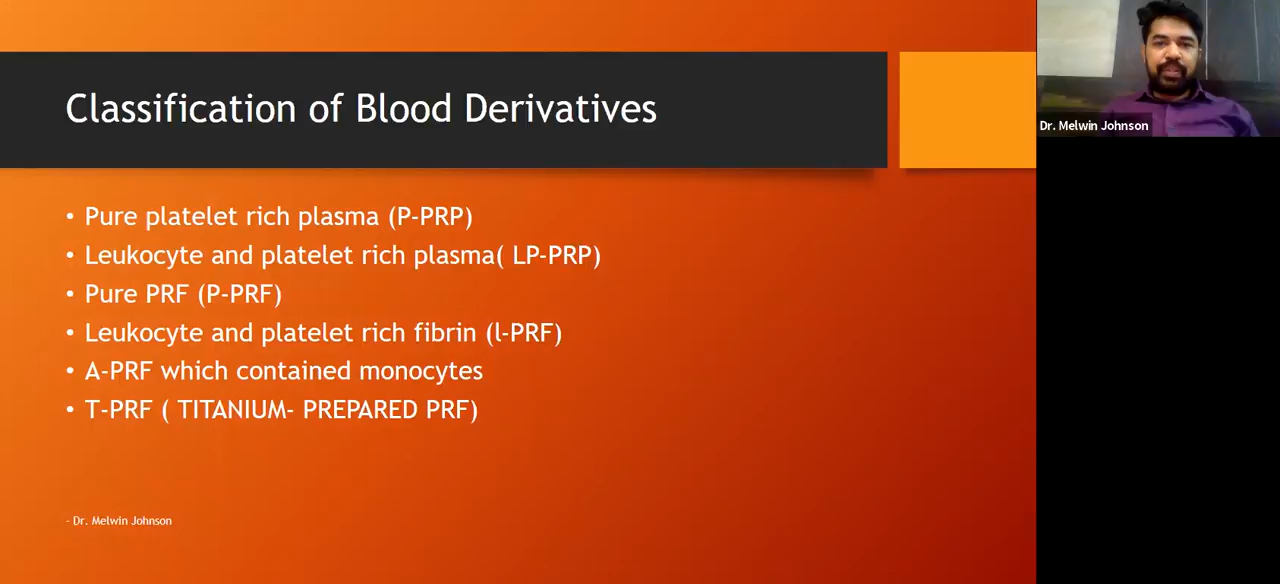 Classification of Blood Derivatives
• Pure platelet rich plasma (P-PRP)
• Leukocyte and platelet rich plasma( LP-PRP)
• Pure PRF (P-PRF)
• Leukocyte and platelet rich fibrin (l-PRF)
• A-PRF which contained monocytes
• T-PRF ( TITANIUM- PREPARED PRF)
- Dr. Melwin Johnson
Dr. Melwin Johnson